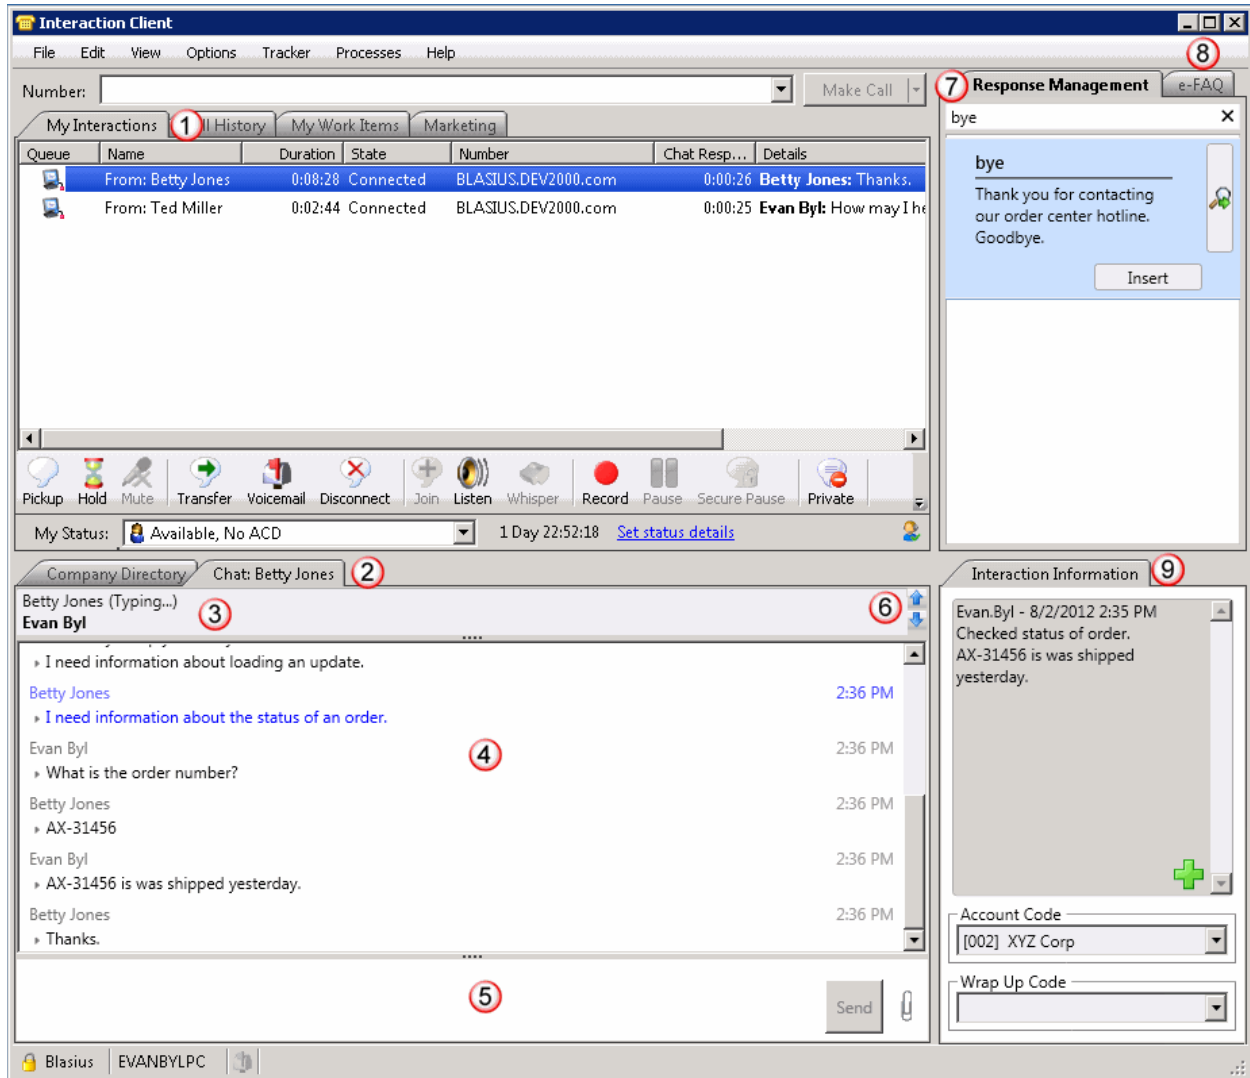 Interaction Client
File Edit View Options Tracker Processes Help
8
Number: Make Call
7 Response Management e-FAQ
bye
My Interactions 1 ll History My Work Items Marketing
Queue Name Duration State Number Chat Resp... Details
From: Betty Jones 0:08:28 Connected BLASIUS.DEV2000.com 0:00:26 Betty Jones: Thanks.
From: Ted Miller 0:02:44 Connected BLASIUS.DEV2000.com 0:00:25 Evan Byl: How may I he
bye
Thank you for contacting
our order center hotline.
Goodbye.
Insert
Pickup Hold Mute Transfer Voicemail Disconnect Join Listen Whisper Record Pause Secure Pause Private
My Status: Available, No ACD 1 Day 22:52:18 Set status details
Company Directory Chat: Betty Jones 2
Betty Jones (Typing...)
Evan Byl
3
6
I need information about loading an update.
Betty Jones 2:36 PM
I need information about the status of an order.
Evan Byl 2:36 PM
What is the order number?
4
Betty Jones 2:36 PM
AX-31456
Evan Byl 2:36 PM
AX-31456 is was shipped yesterday.
Betty Jones 2:36 PM
Thanks.
5
Send
Interaction Information 9
Evan.Byl - 8/2/2012 2:35 PM
Checked status of order.
AX-31456 is was shipped
yesterday.
Account Code
[002] XYZ Corp
Wrap Up Code
Blasius EVANBYLPC